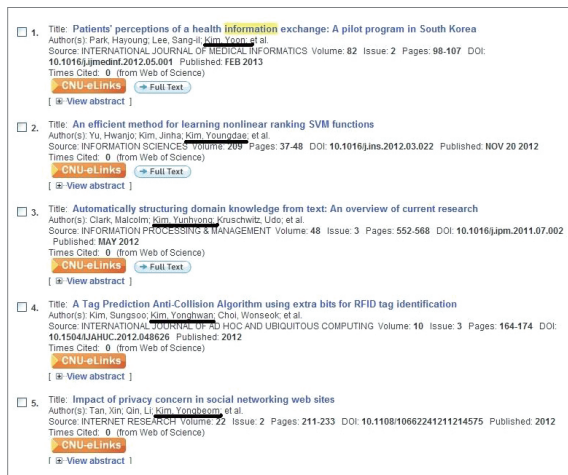 1. Title: Patients' perceptions of a health information exchange: A pilot program in South Korea
Author(s): Park, Hayoung; Lee, Sang-il; Kim, Yoon; et al.
Source: INTERNATIONAL JOURNAL OF MEDICAL INFORMATICS Volume: 82 Issue: 2 Pages: 98-107 DOI:
10.1016/j.ijmedinf.2012.05.001 Published: FEB 2013
Times Cited: 0 (from Web of Science)
CNU-eLinks Full Text
[ View abstract ]
2. Title: An efficient method for learning nonlinear ranking SVM functions
Author(s): Yu, Hwanjo; Kim, Jinha; Kim, Youngdae; et al.
Source: INFORMATION SCIENCES Volume: 209 Pages: 37-48 DOI: 10.1016/j.ins.2012.03.022 Published: NOV 20 2012
Times Cited: 0 (from Web of Science)
CNU-eLinks Full Text
[ View abstract ]
3. Title: Automatically structuring domain knowledge from text: An overview of current research
Author(s): Clark, Malcolm; Kim, Yunhyong; Kruschwitz, Udo; et al.
Source: INFORMATION PROCESSING & MANAGEMENT Volume: 48 Issue: 3 Pages: 552-568 DOI: 10.1016/j.ipm.2011.07.002
Published: MAY 2012
Times Cited: 0 (from Web of Science)
CNU-eLinks Full Text
[ View abstract ]
4. Title: A Tag Prediction Anti-Collision Algorithm using extra bits for RFID tag identification
Author(s): Kim, Sungsoo; Kim, Yonghwan; Choi, Wonseok; et al.
Source: INTERNATIONAL JOURNAL OF AD HOC AND UBIQUITOUS COMPUTING Volume: 10 Issue: 3 Pages: 164-174 DOI:
10.1504/IJAHUC.2012.048626 Published: 2012
Times Cited: 0 (from Web of Science)
CNU-eLinks
[ View abstract ]
5. Title: Impact of privacy concern in social networking web sites
Author(s): Tan, Xin; Qin, Li; Kim, Yongbeom; et al.
Source: INTERNET RESEARCH Volume: 22 Issue: 2 Pages: 211-233 DOI: 10.1108/10662241211214575 Published: 2012
Times Cited: 0 (from Web of Science)
CNU-eLinks
[ View abstract ]